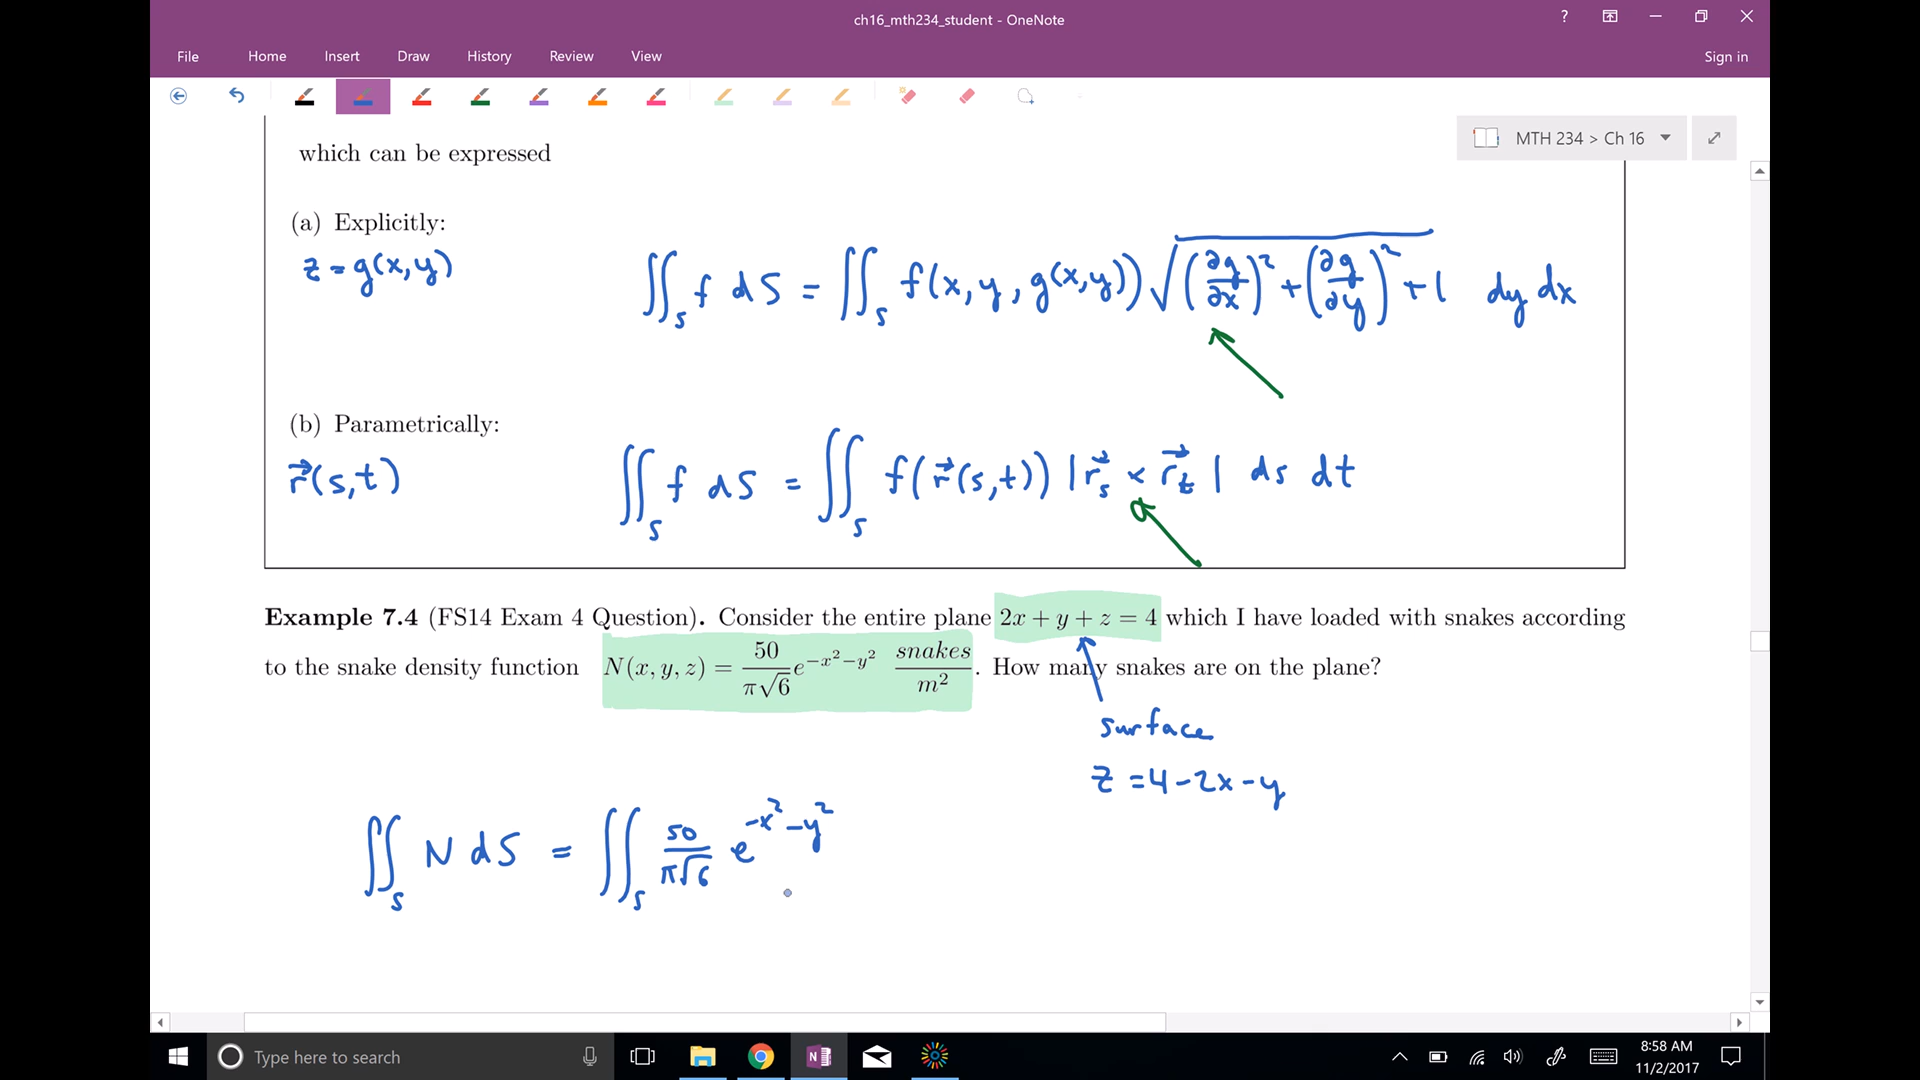 ch16_mth234_student - OneNote
?
File Home Insert Draw History Review View Sign in
MTH 234 > Ch 16
which can be expressed
(a) Explicitly:
z = g(x,y)
∬_S f dS = ∬_S f(x,y,g(x,y)) √((∂g/∂x)² + (∂g/∂y)² + 1) dy dx
(b) Parametrically:
r⃗(s,t)
∬_S f dS = ∬_S f(r⃗(s,t)) |r⃗_s × r⃗_t| ds dt
Example 7.4 (FS14 Exam 4 Question). Consider the entire plane 2x + y + z = 4 which I have loaded with snakes according
to the snake density function N(x, y, z) = 50/(π√6) e^(−x²−y²) snakes/m². How many snakes are on the plane?
surface
z = 4 - 2x - y
∬_S N dS = ∬_S 50/(π√6) e^(-x²-y²)
Type here to search
8:58 AM
11/2/2017